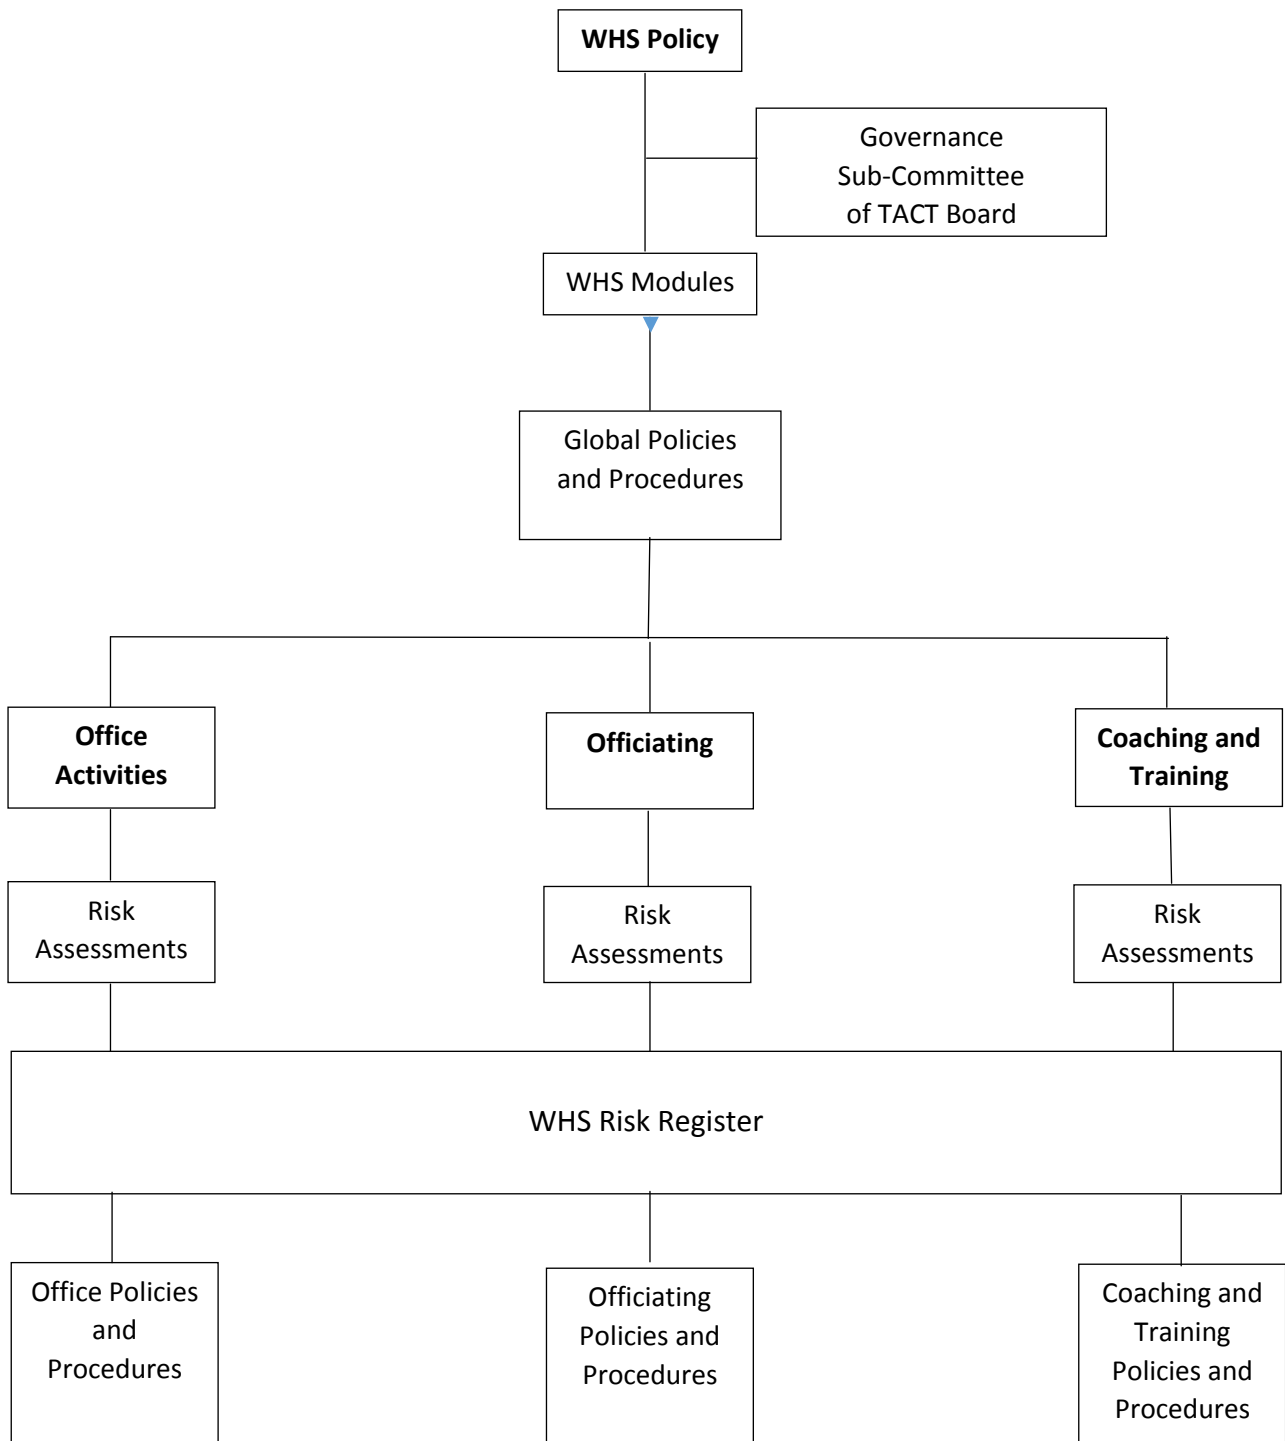 WHS Policy
Governance
Sub-Committee
of TACT Board
WHS Modules
Global Policies
and Procedures
Office
Activities
Officiating
Coaching and
Training
Risk
Assessments
Risk
Assessments
Risk
Assessments
WHS Risk Register
Office Policies
and
Procedures
Officiating
Policies and
Procedures
Coaching and
Training
Policies and
Procedures